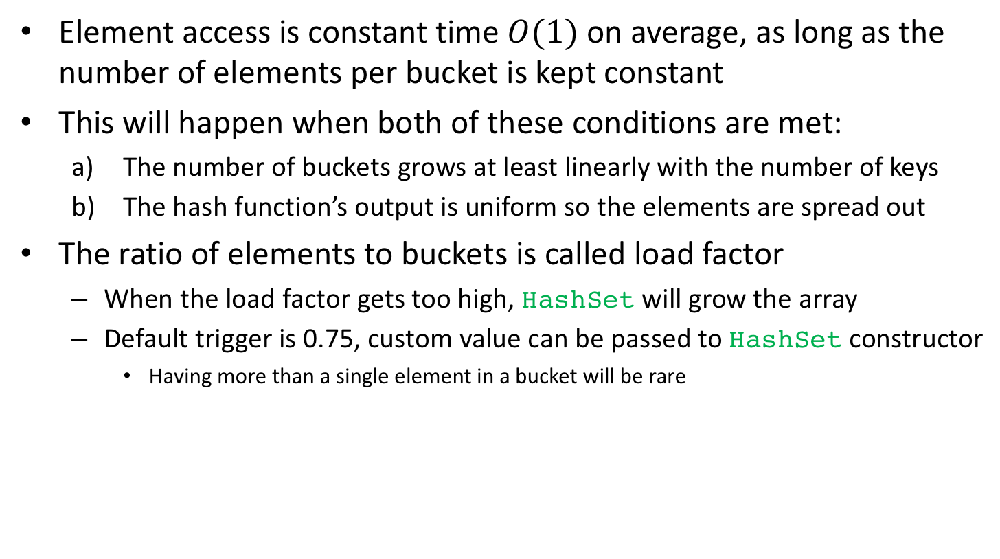 • Element access is constant time O(1) on average, as long as the
number of elements per bucket is kept constant
• This will happen when both of these conditions are met:
a) The number of buckets grows at least linearly with the number of keys
b) The hash function’s output is uniform so the elements are spread out
• The ratio of elements to buckets is called load factor
– When the load factor gets too high, HashSet will grow the array
– Default trigger is 0.75, custom value can be passed to HashSet constructor
• Having more than a single element in a bucket will be rare